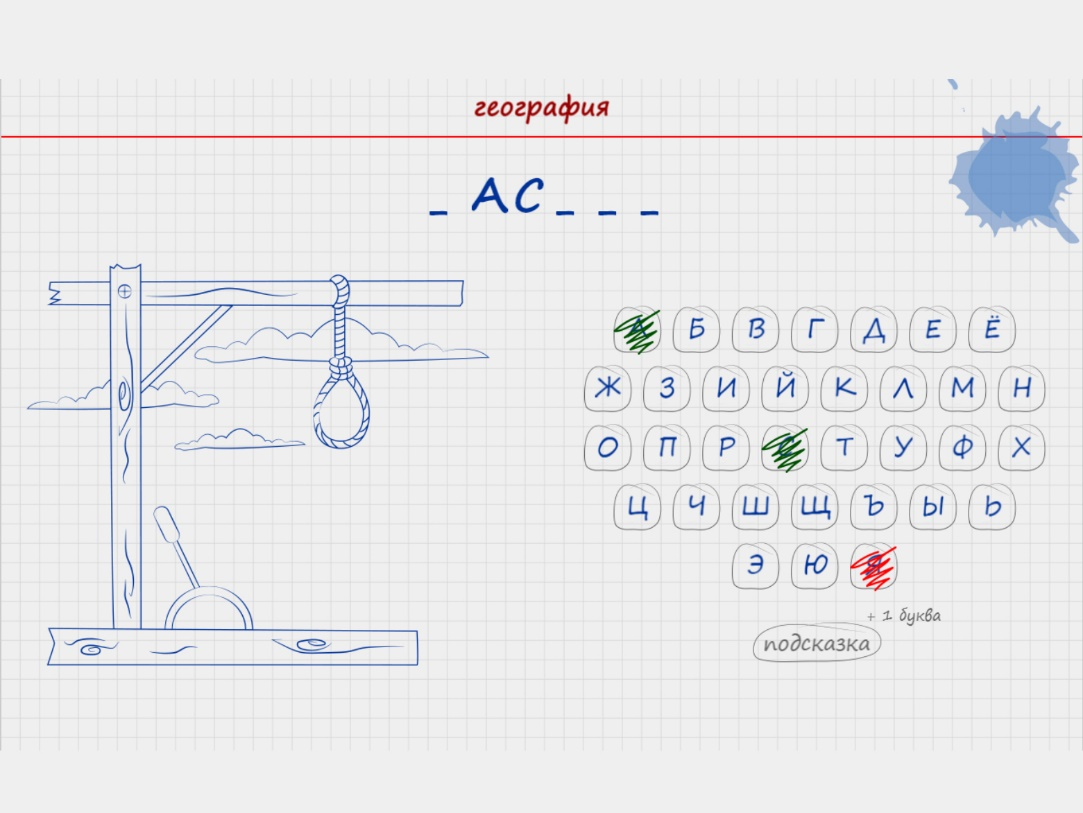 география
_ АС _ _ _
А Б В Г Д Е Ё
Ж З И Й К Л М Н
О П Р С Т У Ф Х
Ц Ч Ш Щ Ъ Ы Ь
Э Ю Я
+ 1 буква
подсказка